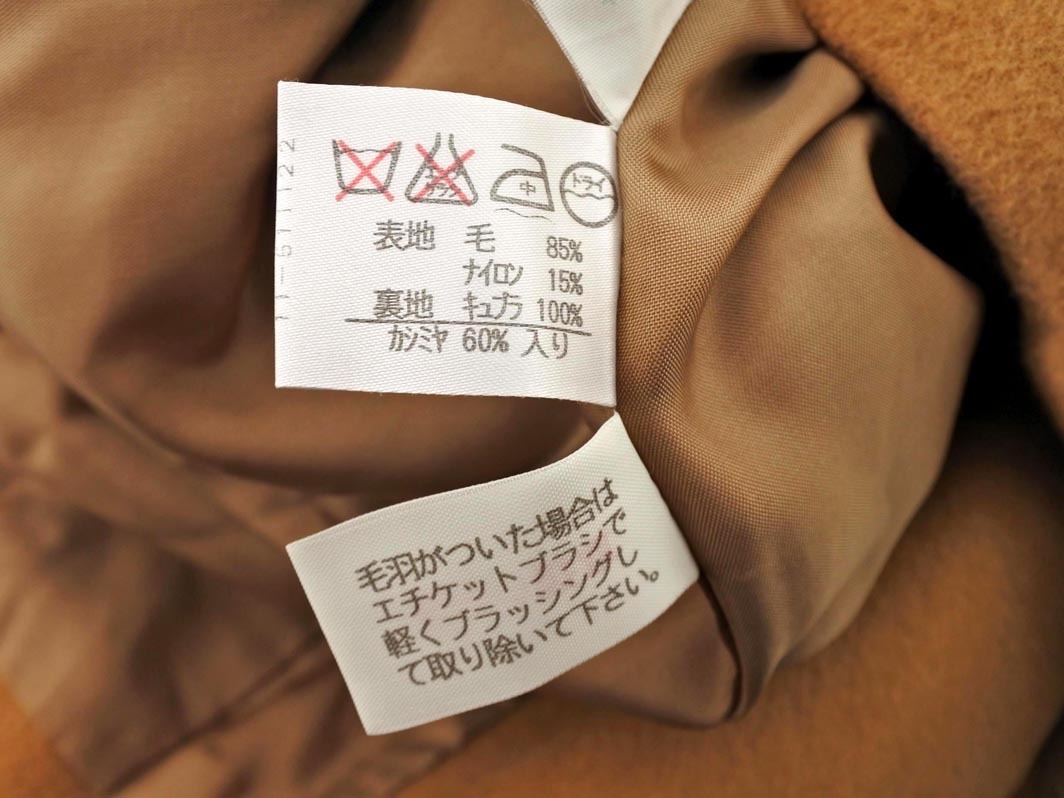 中
ドライ
表地 毛 85%
ナイロン 15%
裏地 キュプラ 100%
カシミヤ 60% 入り
毛羽がついた場合は
エチケットブラシで
軽くブラッシングし
て取り除いて下さい。